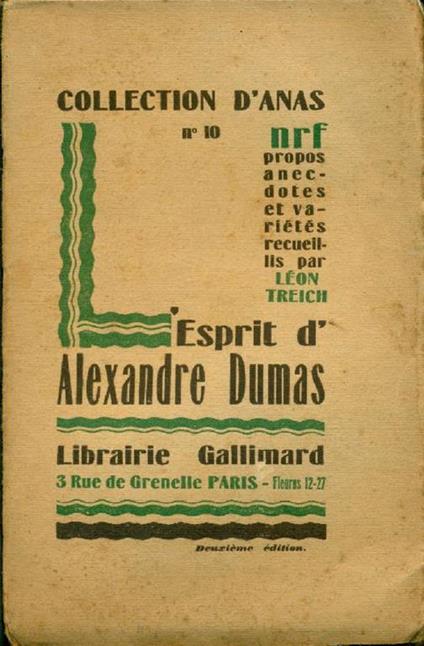 COLLECTION D'ANAS
n° 10
nrf
propos
anec-
dotes
et va-
riétés
recueil-
lis par
LÉON
TREICH
L'Esprit d'
Alexandre Dumas
Librairie Gallimard
3 Rue de Grenelle PARIS - Fleurus 12-27
Deuxième édition.